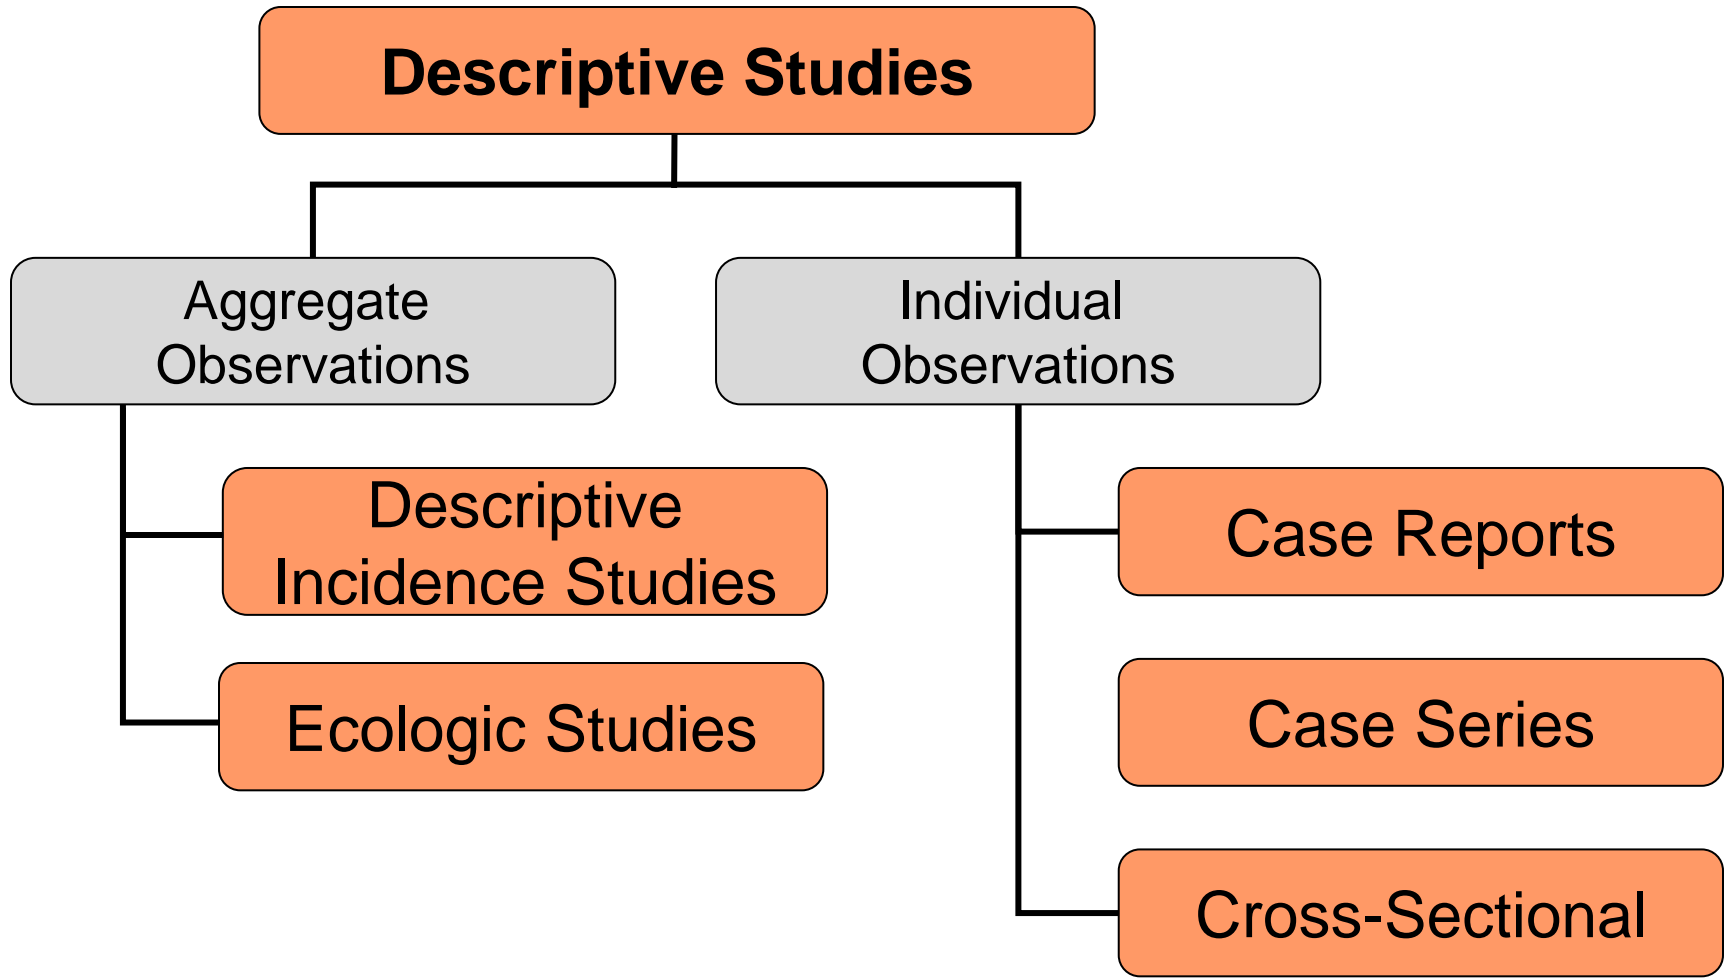 Descriptive Studies
Aggregate
Observations
Individual
Observations
Descriptive
Incidence Studies
Ecologic Studies
Case Reports
Case Series
Cross-Sectional